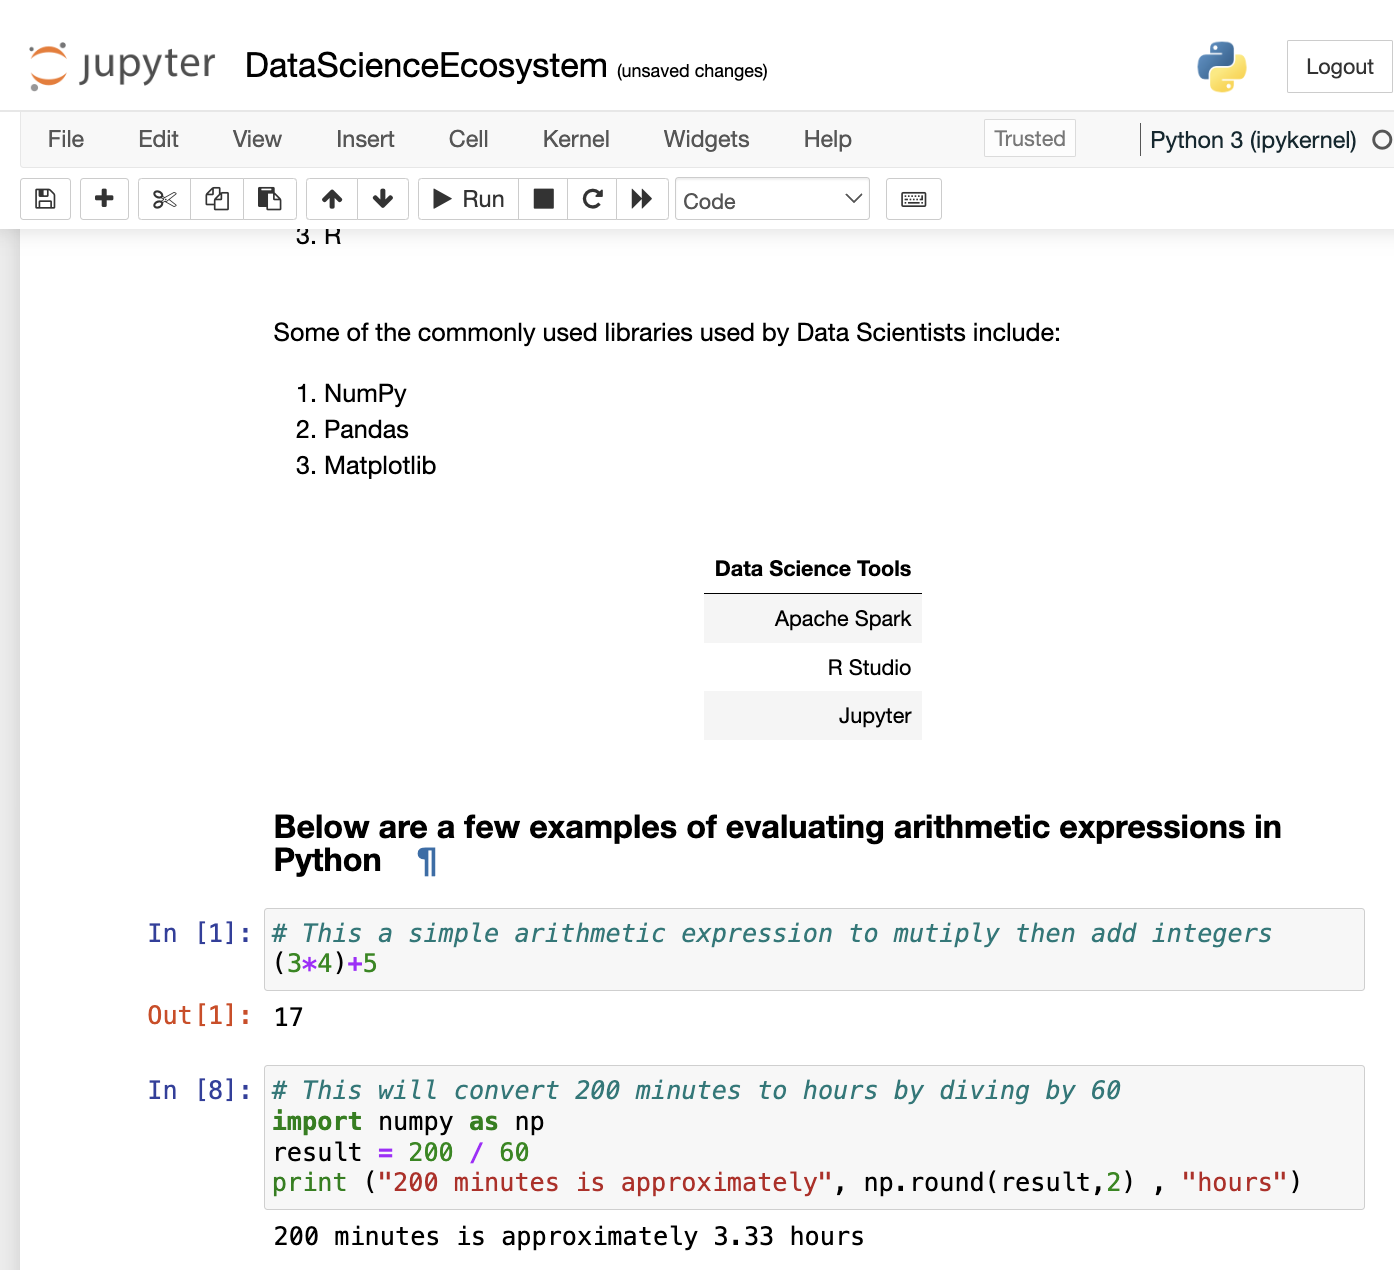 jupyter DataScienceEcosystem (unsaved changes) Logout
File Edit View Insert Cell Kernel Widgets Help Trusted Python 3 (ipykernel)
Run Code
3. R
Some of the commonly used libraries used by Data Scientists include:
1. NumPy
2. Pandas
3. Matplotlib
Data Science Tools
Apache Spark
R Studio
Jupyter
Below are a few examples of evaluating arithmetic expressions in
Python ¶
In [1]: # This a simple arithmetic expression to mutiply then add integers
(3*4)+5
Out[1]: 17
In [8]: # This will convert 200 minutes to hours by diving by 60
import numpy as np
result = 200 / 60
print ("200 minutes is approximately", np.round(result,2) , "hours")
200 minutes is approximately 3.33 hours